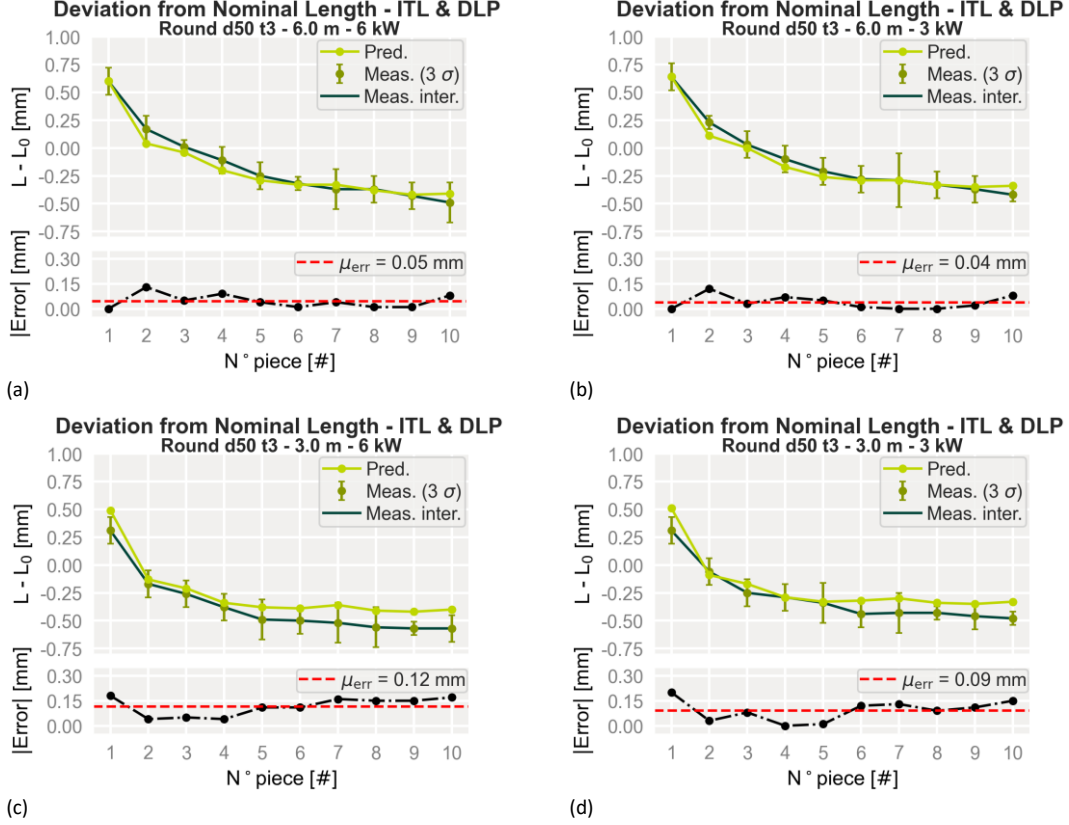 Deviation from Nominal Length - ITL & DLP
Round d50 t3 - 6.0 m - 6 kW
1.00
0.75
0.50
0.25
0.00
-0.25
-0.50
-0.75
L - L₀ [mm]
Pred.
Meas. (3 σ)
Meas. inter.
0.30
0.15
0.00
|Error| [mm]
μerr = 0.05 mm
1 2 3 4 5 6 7 8 9 10
N° piece [#]
(a)
Deviation from Nominal Length - ITL & DLP
Round d50 t3 - 6.0 m - 3 kW
1.00
0.75
0.50
0.25
0.00
-0.25
-0.50
-0.75
L - L₀ [mm]
Pred.
Meas. (3 σ)
Meas. inter.
0.30
0.15
0.00
|Error| [mm]
μerr = 0.04 mm
1 2 3 4 5 6 7 8 9 10
N° piece [#]
(b)
Deviation from Nominal Length - ITL & DLP
Round d50 t3 - 3.0 m - 6 kW
1.00
0.75
0.50
0.25
0.00
-0.25
-0.50
-0.75
L - L₀ [mm]
Pred.
Meas. (3 σ)
Meas. inter.
0.30
0.15
0.00
|Error| [mm]
μerr = 0.12 mm
1 2 3 4 5 6 7 8 9 10
N° piece [#]
(c)
Deviation from Nominal Length - ITL & DLP
Round d50 t3 - 3.0 m - 3 kW
1.00
0.75
0.50
0.25
0.00
-0.25
-0.50
-0.75
L - L₀ [mm]
Pred.
Meas. (3 σ)
Meas. inter.
0.30
0.15
0.00
|Error| [mm]
μerr = 0.09 mm
1 2 3 4 5 6 7 8 9 10
N° piece [#]
(d)